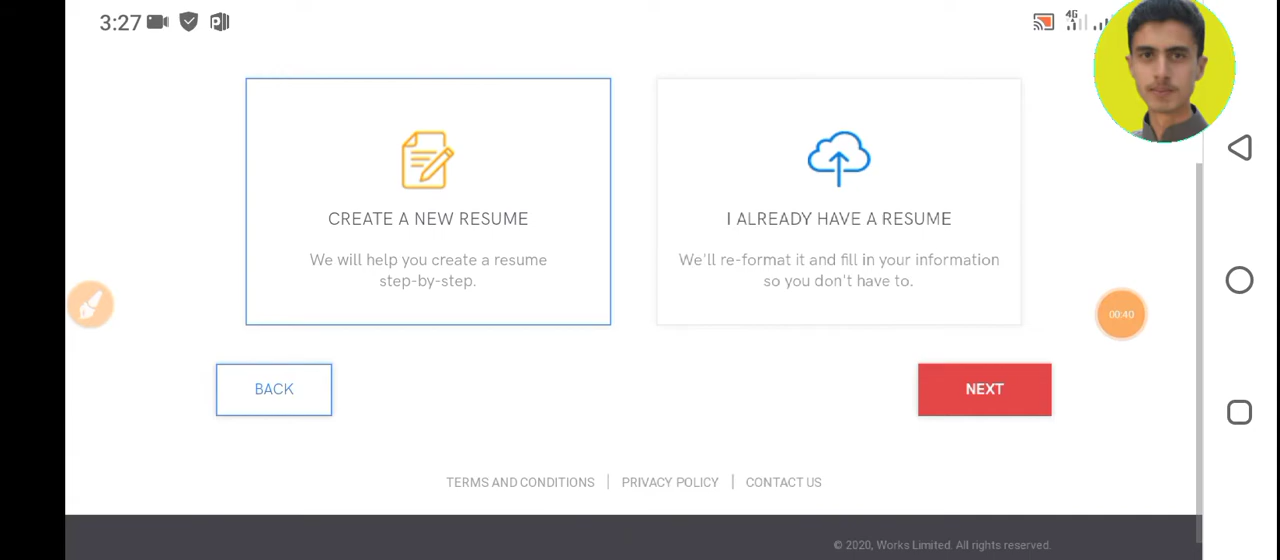 3:27
4G
CREATE A NEW RESUME
We will help you create a resume
step-by-step.
I ALREADY HAVE A RESUME
We'll re-format it and fill in your information
so you don't have to.
00:40
BACK
NEXT
TERMS AND CONDITIONS | PRIVACY POLICY | CONTACT US
© 2020, Works Limited. All rights reserved.